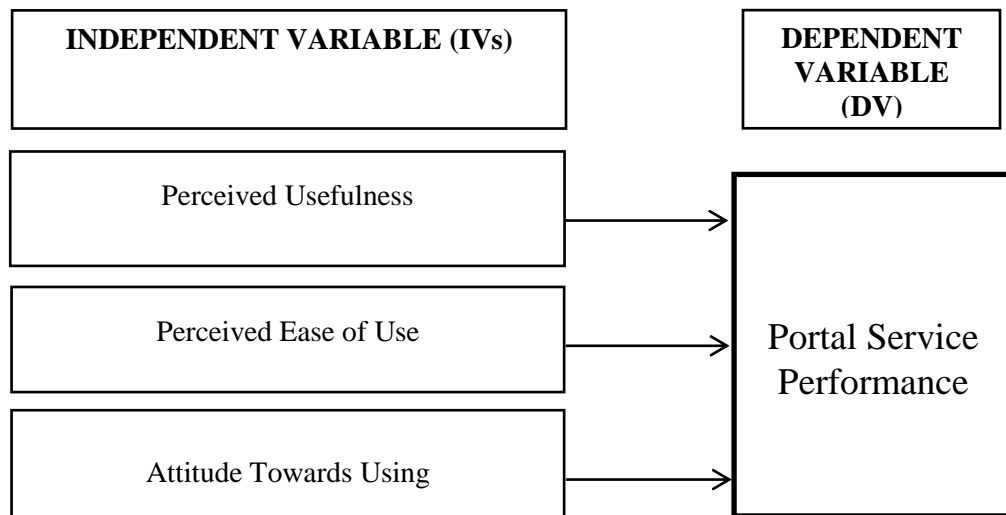 INDEPENDENT VARIABLE (IVs)
DEPENDENT
VARIABLE
(DV)
Perceived Usefulness
Perceived Ease of Use
Attitude Towards Using
Portal Service
Performance